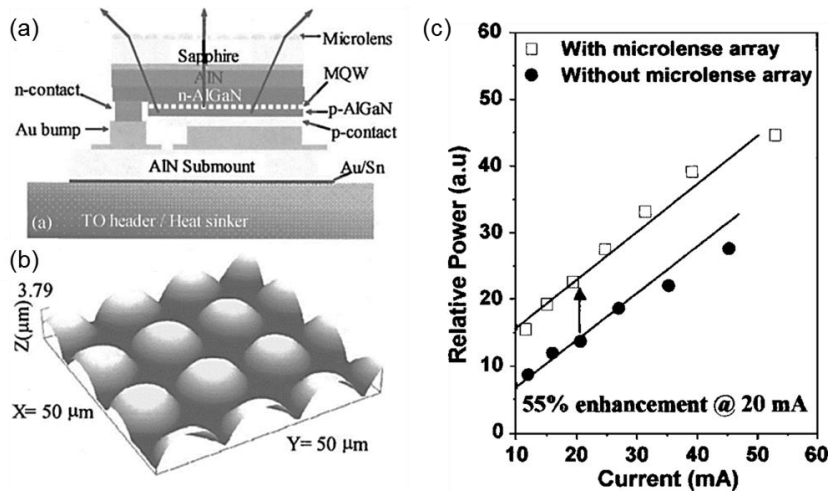 (a)
Microlens
Sapphire
AlN
n-AlGaN
MQW
n-contact
p-AlGaN
Au bump
p-contact
AlN Submount
Au/Sn
(a)
TO header / Heat sinker
(b)
3.79
Z(μm)
X= 50 μm
Y= 50 μm
(c)
60
50
40
30
20
10
0
Relative Power (a.u)
With microlense array
Without microlense array
55% enhancement @ 20 mA
10 20 30 40 50 60
Current (mA)